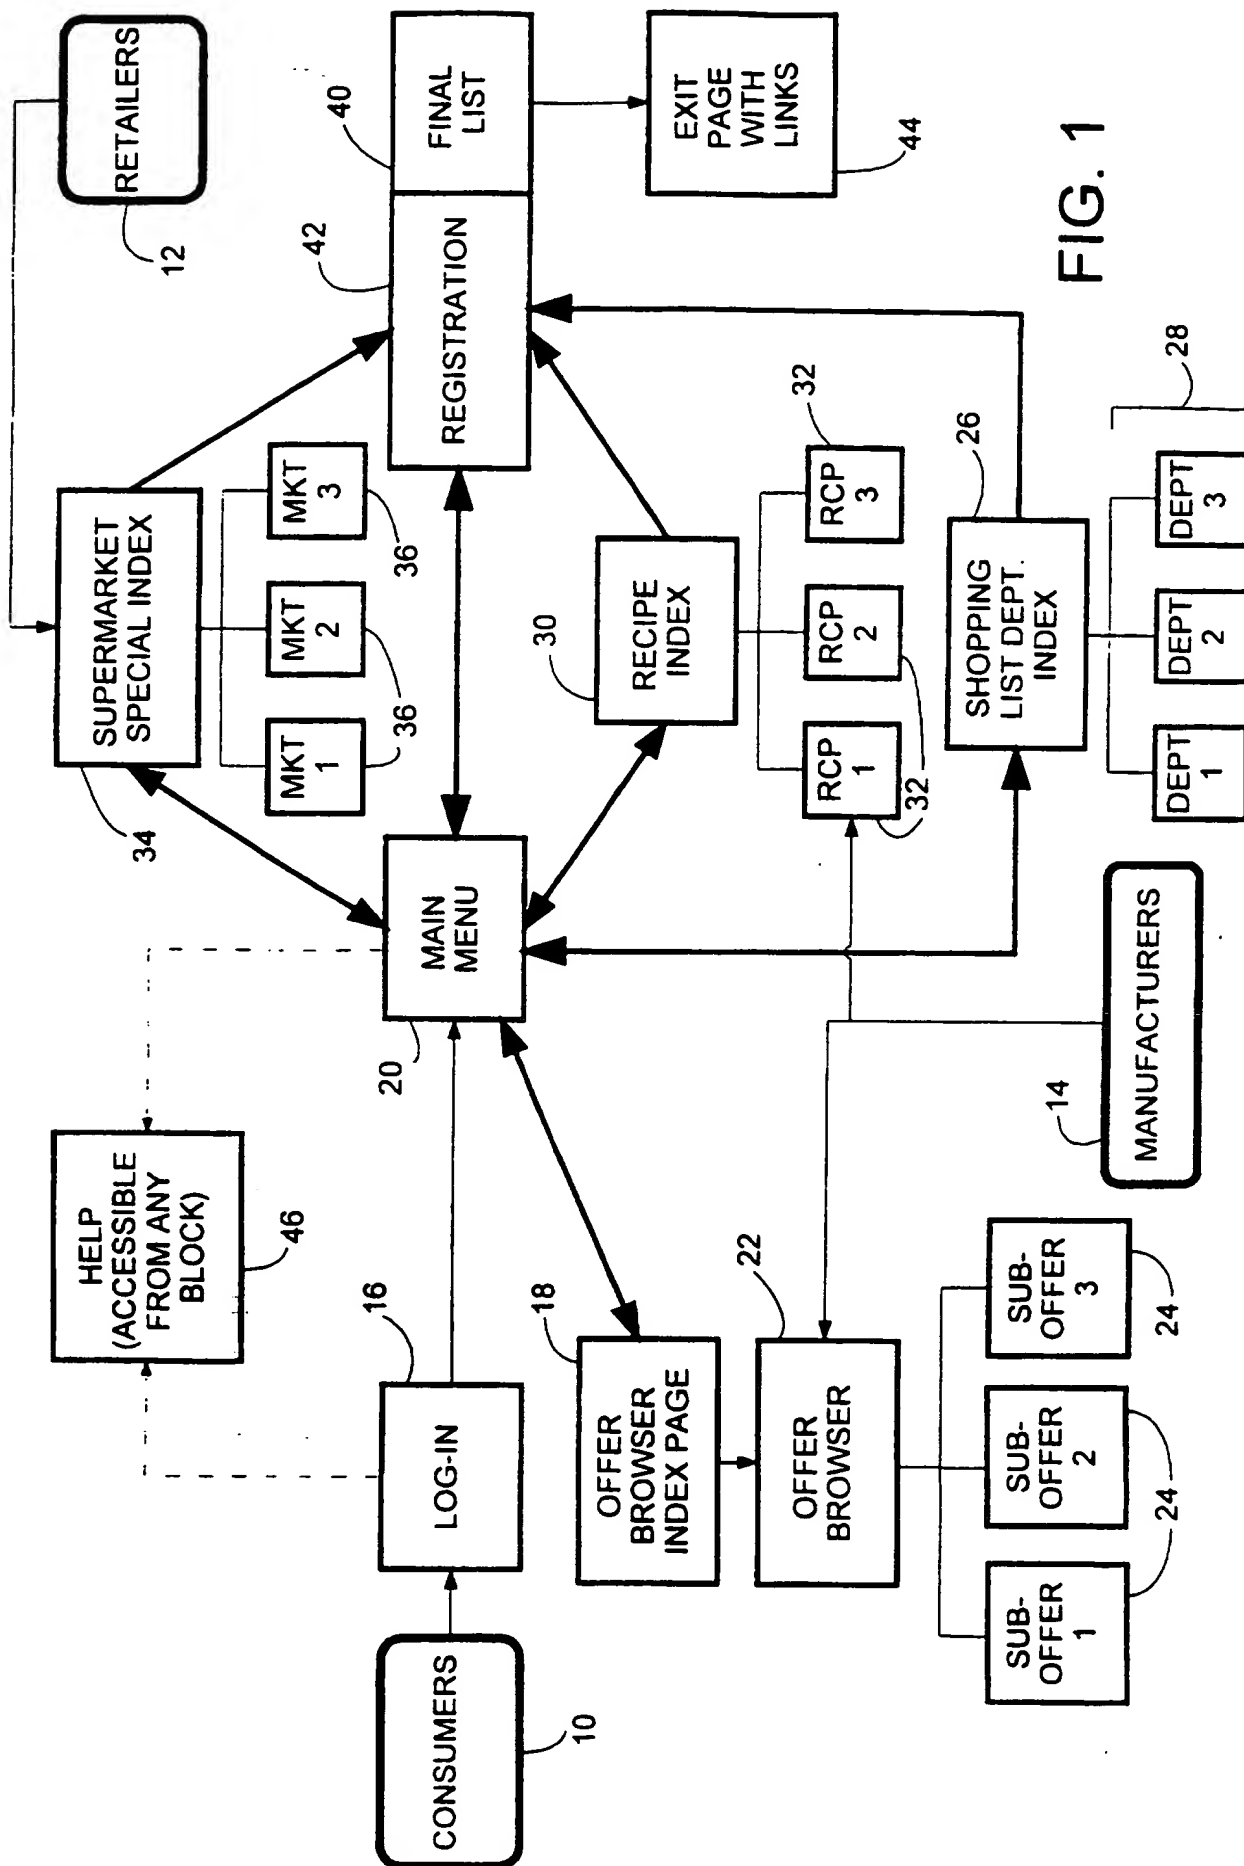 RETAILERS
12
SUPERMARKET
SPECIAL INDEX
34
MKT
1
MKT
2
MKT
3
36
36
HELP
(ACCESSIBLE
FROM ANY
BLOCK)
46
CONSUMERS
10
LOG-IN
16
MAIN
MENU
20
REGISTRATION
42
FINAL
LIST
40
EXIT
PAGE
WITH
LINKS
44
OFFER
BROWSER
INDEX PAGE
18
RECIPE
INDEX
30
OFFER
BROWSER
22
RCP
1
RCP
2
RCP
3
32
32
SUB-
OFFER
1
SUB-
OFFER
2
SUB-
OFFER
3
24
24
SHOPPING
LIST DEPT.
INDEX
26
MANUFACTURERS
14
DEPT
1
DEPT
2
DEPT
3
28
FIG. 1